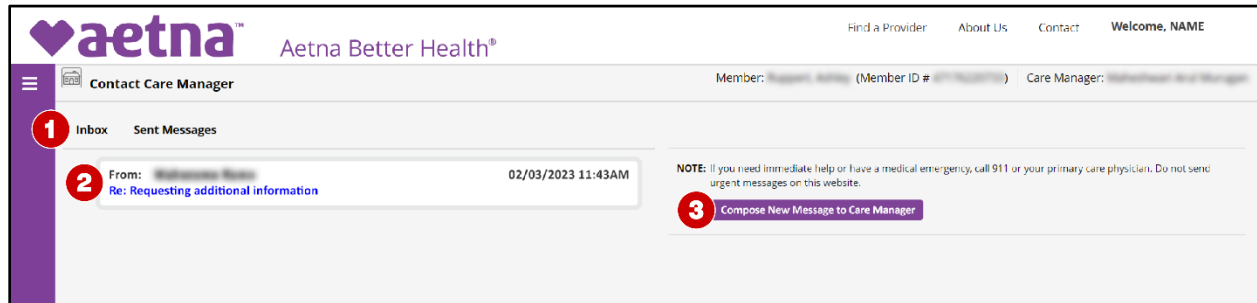 Find a Provider About Us Contact Welcome, NAME
aetna™ Aetna Better Health®
Contact Care Manager
Member: (Member ID # ) Care Manager:
1 Inbox Sent Messages
2 From: 02/03/2023 11:43AM
Re: Requesting additional information
NOTE: If you need immediate help or have a medical emergency, call 911 or your primary care physician. Do not send
urgent messages on this website.
3 Compose New Message to Care Manager